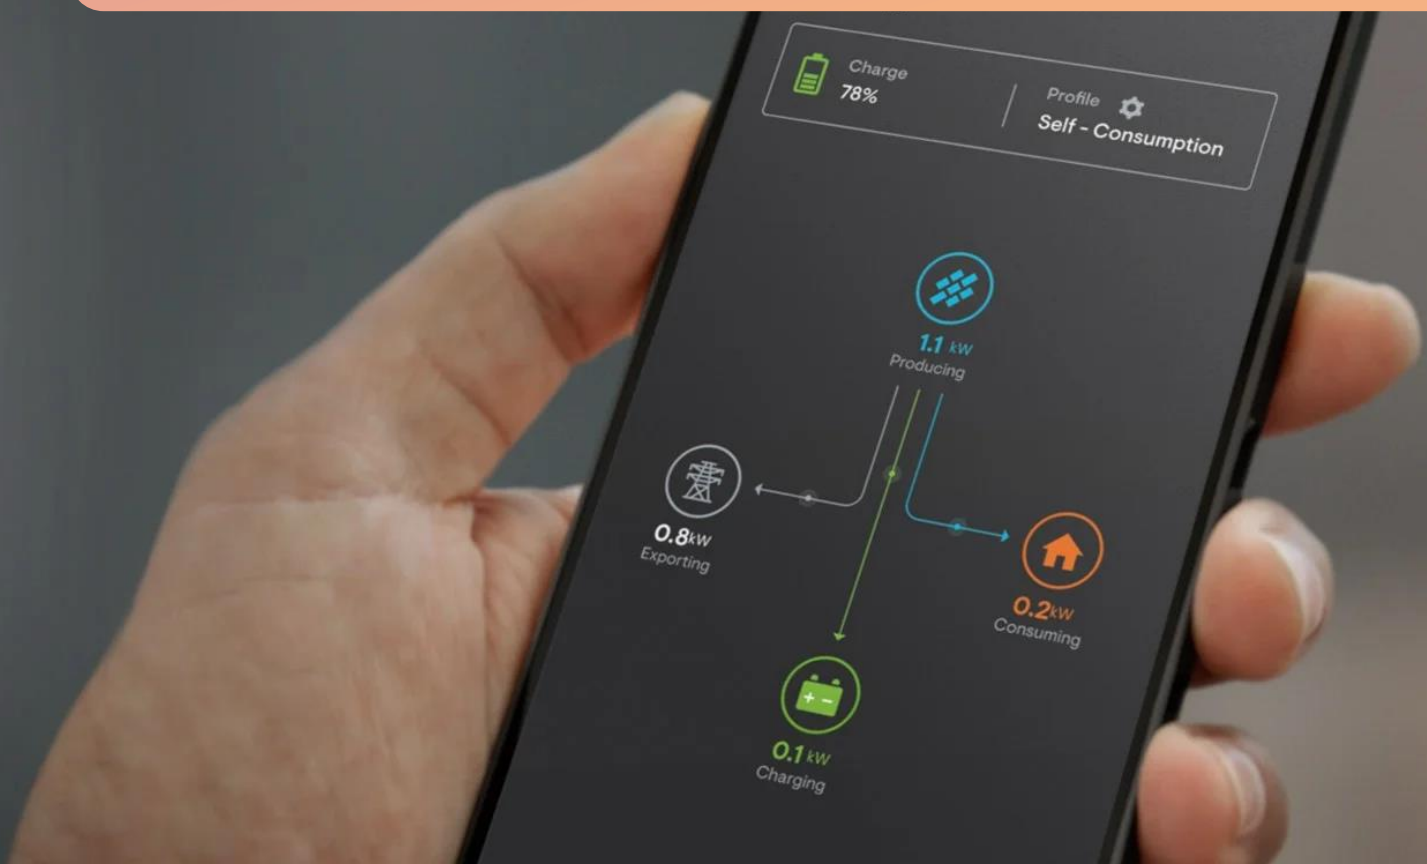 Charge
78%
Profile
Self - Consumption
1.1 kW
Producing
0.8kW
Exporting
0.2kW
Consuming
0.1 kW
Charging